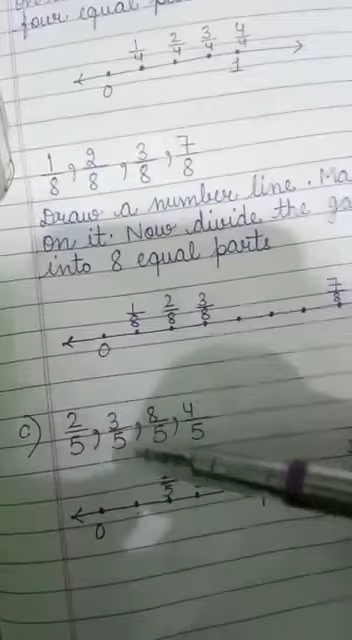 four equal
1/4 2/4 3/4 4/4
0 1
1/8, 2/8, 3/8, 7/8
Draw a number line.
on it. Now divide the
into 8 equal parts
1/8 2/8 3/8 7/8
0
c) 2/5, 3/5, 8/5, 4/5
0